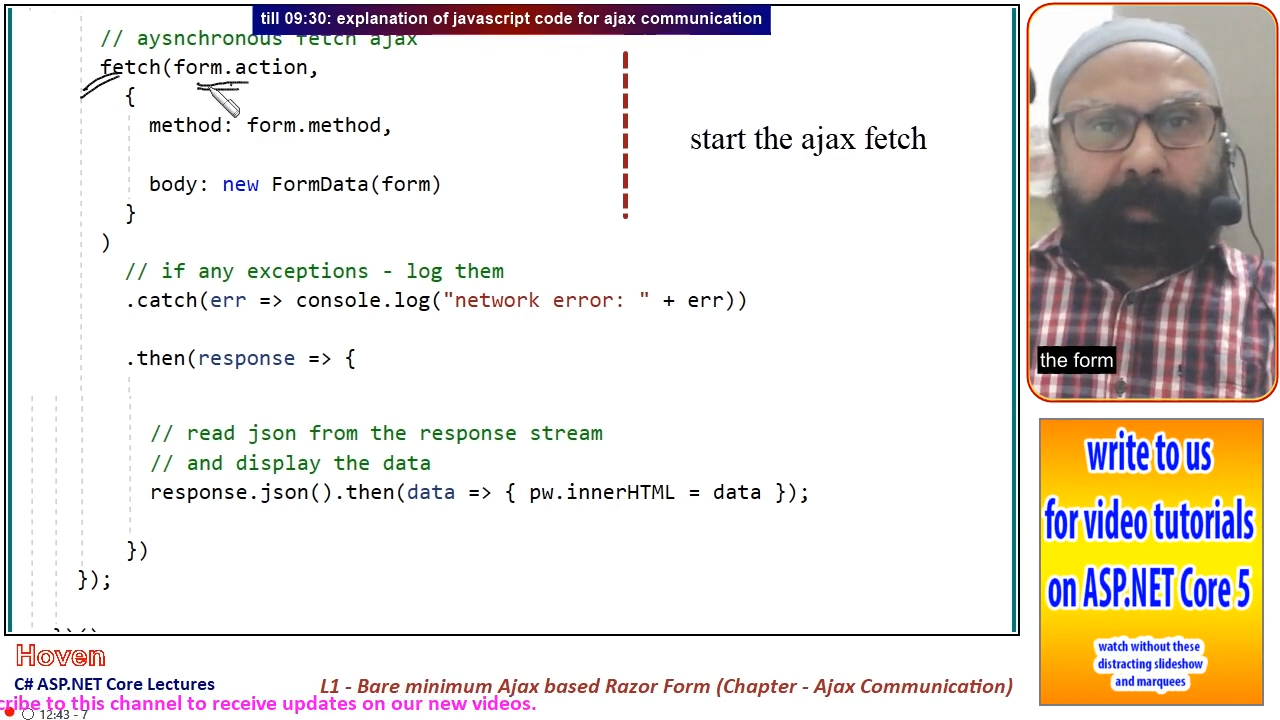 till 09:30: explanation of javascript code for ajax communication
// aysnchronous fetch ajax
fetch(form.action,
{
method: form.method,
body: new FormData(form)
}
)
// if any exceptions - log them
.catch(err => console.log("network error: " + err))
.then(response => {
// read json from the response stream
// and display the data
response.json().then(data => { pw.innerHTML = data });
})
});
start the ajax fetch
the form
write to us
for video tutorials
on ASP.NET Core 5
watch without these
distracting slideshow
and marquees
Hoven
C# ASP.NET Core Lectures
L1 - Bare minimum Ajax based Razor Form (Chapter - Ajax Communication)
cribe to this channel to receive updates on our new videos.
12:43 - 7